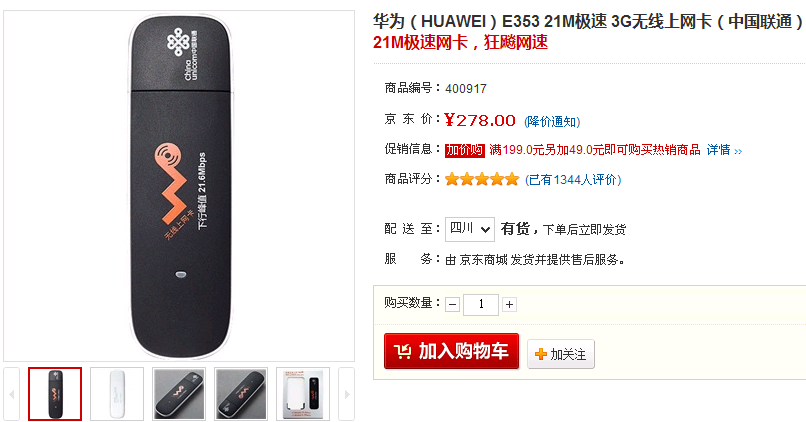 华为（HUAWEI）E353 21M极速 3G无线上网卡（中国联通）
21M极速网卡，狂飚网速
China
unicom中国联通
下行峰值 21.6Mbps
无线上网卡
商品编号：400917
京 东 价：¥278.00 (降价通知)
促销信息：加价购 满199.0元另加49.0元即可购买热销商品 详情 >>
商品评分： (已有1344人评价)
配 送 至：四川 有货，下单后立即发货
服 务：由 京东商城 发货并提供售后服务。
购买数量：− 1 +
加入购物车 加关注